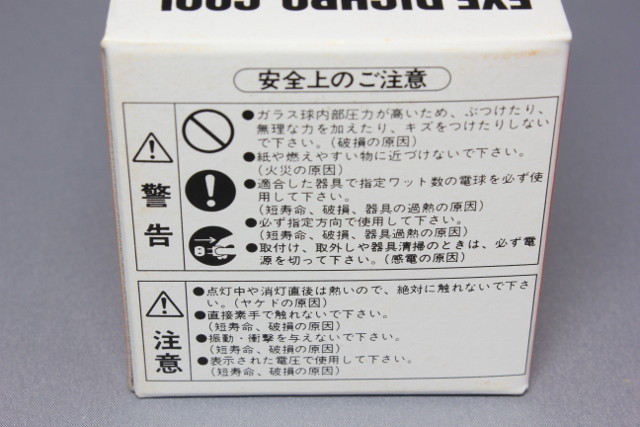 EYE DICHRO COOL
安全上のご注意
警告
●ガラス球内部圧力が高いため、ぶつけたり、
無理な力を加えたり、キズをつけたりしない
で下さい。(破損の原因)
●紙や燃えやすい物に近づけないで下さい。
(火災の原因)
●適合した器具で指定ワット数の電球を必ず使
用して下さい。
(短寿命、破損、器具の過熱の原因)
●必ず指定方向で使用して下さい。
(短寿命、破損、器具過熱の原因)
●取付け、取外しや器具清掃のときは、必ず電
源を切って下さい。(感電の原因)
注意
●点灯中や消灯直後は熱いので、絶対に触れないで下さ
い。(ヤケドの原因)
●直接素手で触れないで下さい。
(短寿命、破損の原因)
●振動・衝撃を与えないで下さい。
(短寿命、破損の原因)
●表示された電圧で使用して下さい。
(短寿命、破損の原因)